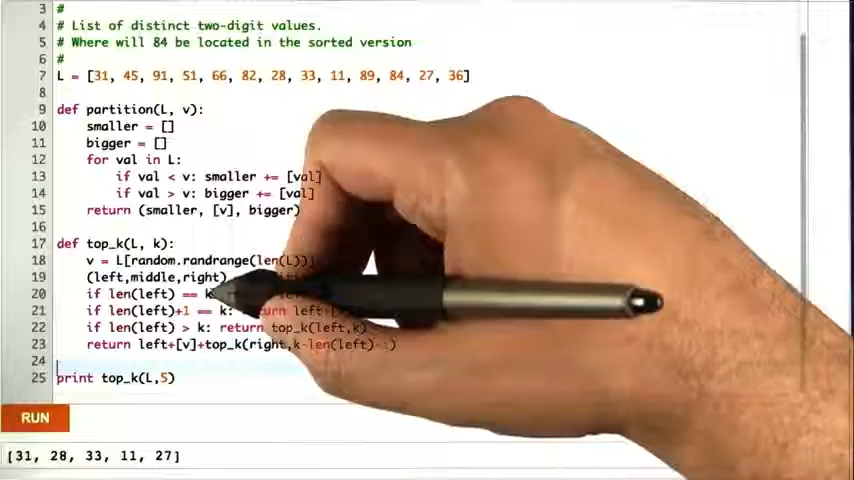 3 #
4 # List of distinct two-digit values.
5 # Where will 84 be located in the sorted version
6 #
7 L = [31, 45, 91, 51, 66, 82, 28, 33, 11, 89, 84, 27, 36]
8
9 def partition(L, v):
10 smaller = []
11 bigger = []
12 for val in L:
13 if val < v: smaller += [val]
14 if val > v: bigger += [val]
15 return (smaller, [v], bigger)
16
17 def top_k(L, k):
18 v = L[random.randrange(len(L))]
19 (left,middle,right)
20 if len(left) == k
21 if len(left)+1 == k: return left+[
22 if len(left) > k: return top_k(left,k)
23 return left+[v]+top_k(right,k-len(left)-1)
24
25 print top_k(L,5)
RUN
[31, 28, 33, 11, 27]